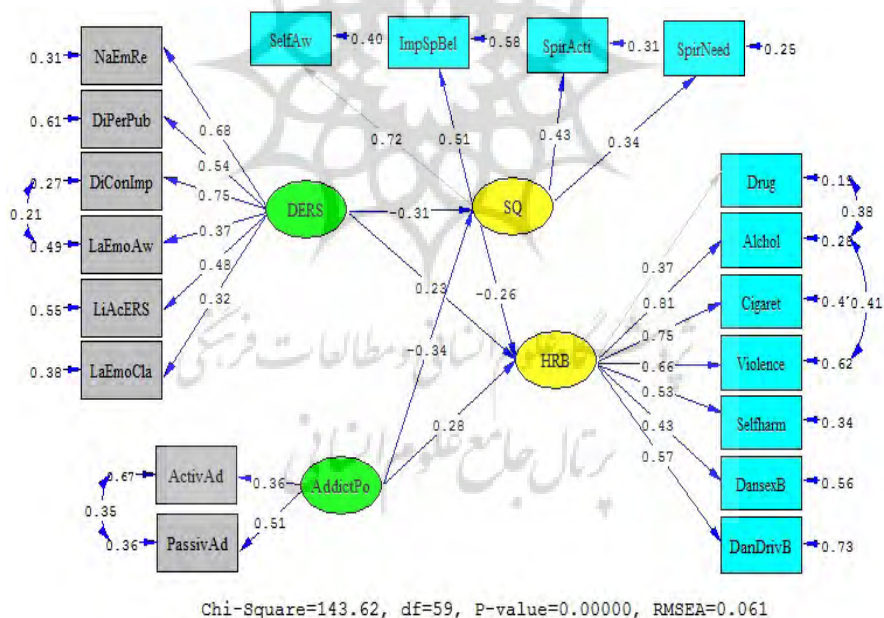 SelfAw 0.40 ImpSpBel 0.58 SpirActi 0.31 SpirNeed 0.25
0.31 NaEmRe
0.61 DiPerPub
0.27 DiConImp
0.21
0.49 LaEmoAw
0.55 LiAcERS
0.38 LaEmoCla
0.68
0.54
0.75
0.37
0.48
0.32
DERS
-0.31
SQ
0.72 0.51 0.43 0.34
0.23 -0.26
-0.34
HRB
0.28
AddictPo
0.36
0.51
ActivAd 0.67
0.35
PassivAd 0.36
0.37
0.81
0.75
0.66
0.53
0.43
0.57
Drug
0.38
Alchol 0.28
Cigaret
0.41
Violence 0.62
Selfharm 0.34
DansexB 0.56
DanDrivB 0.73
پرتال جامع علوم انسانی
Chi-Square=143.62, df=59, P-value=0.00000, RMSEA=0.061